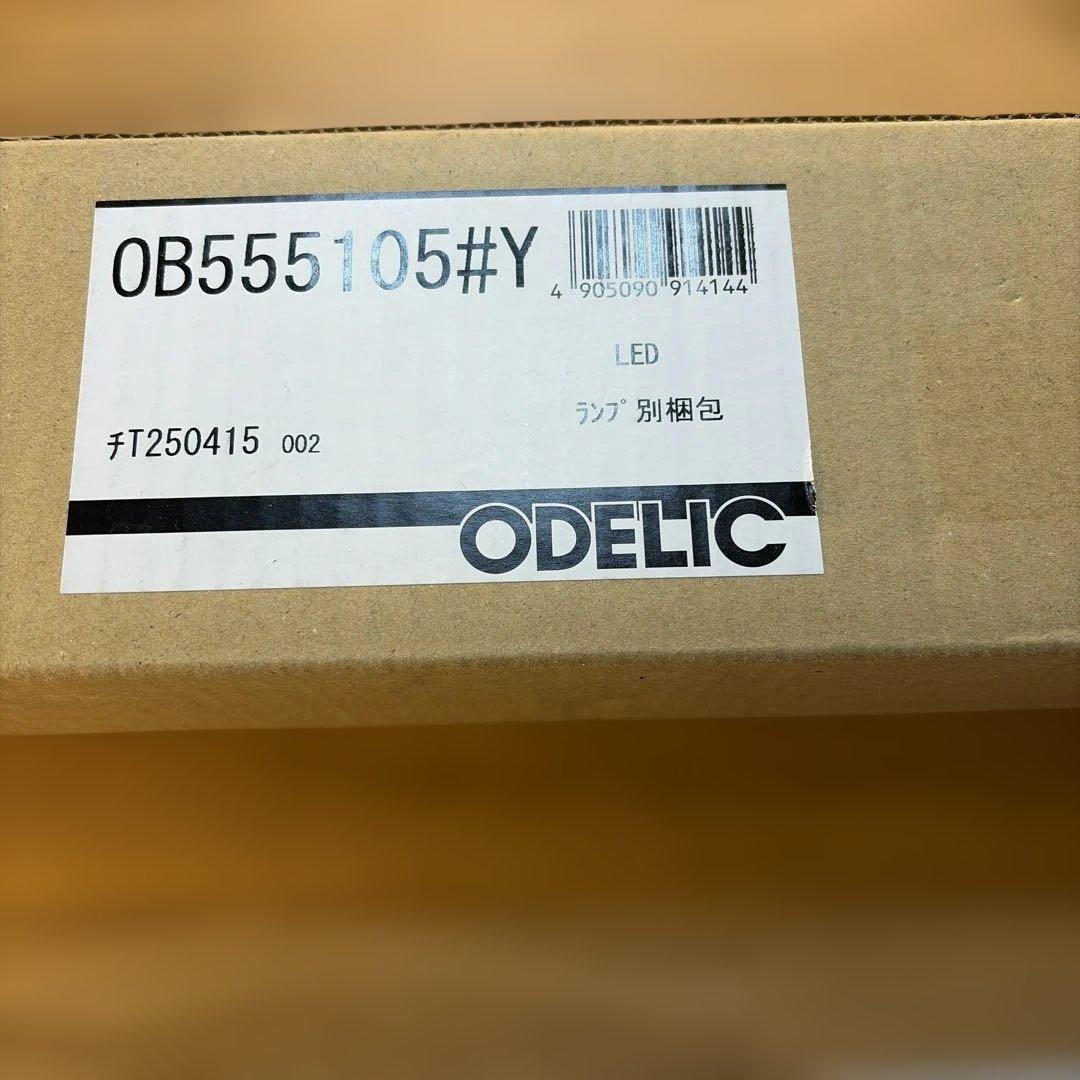 OB555105#Y
4 905090 914144
LED
ﾗﾝﾌﾟ別梱包
ﾁT250415 002
ODELIC